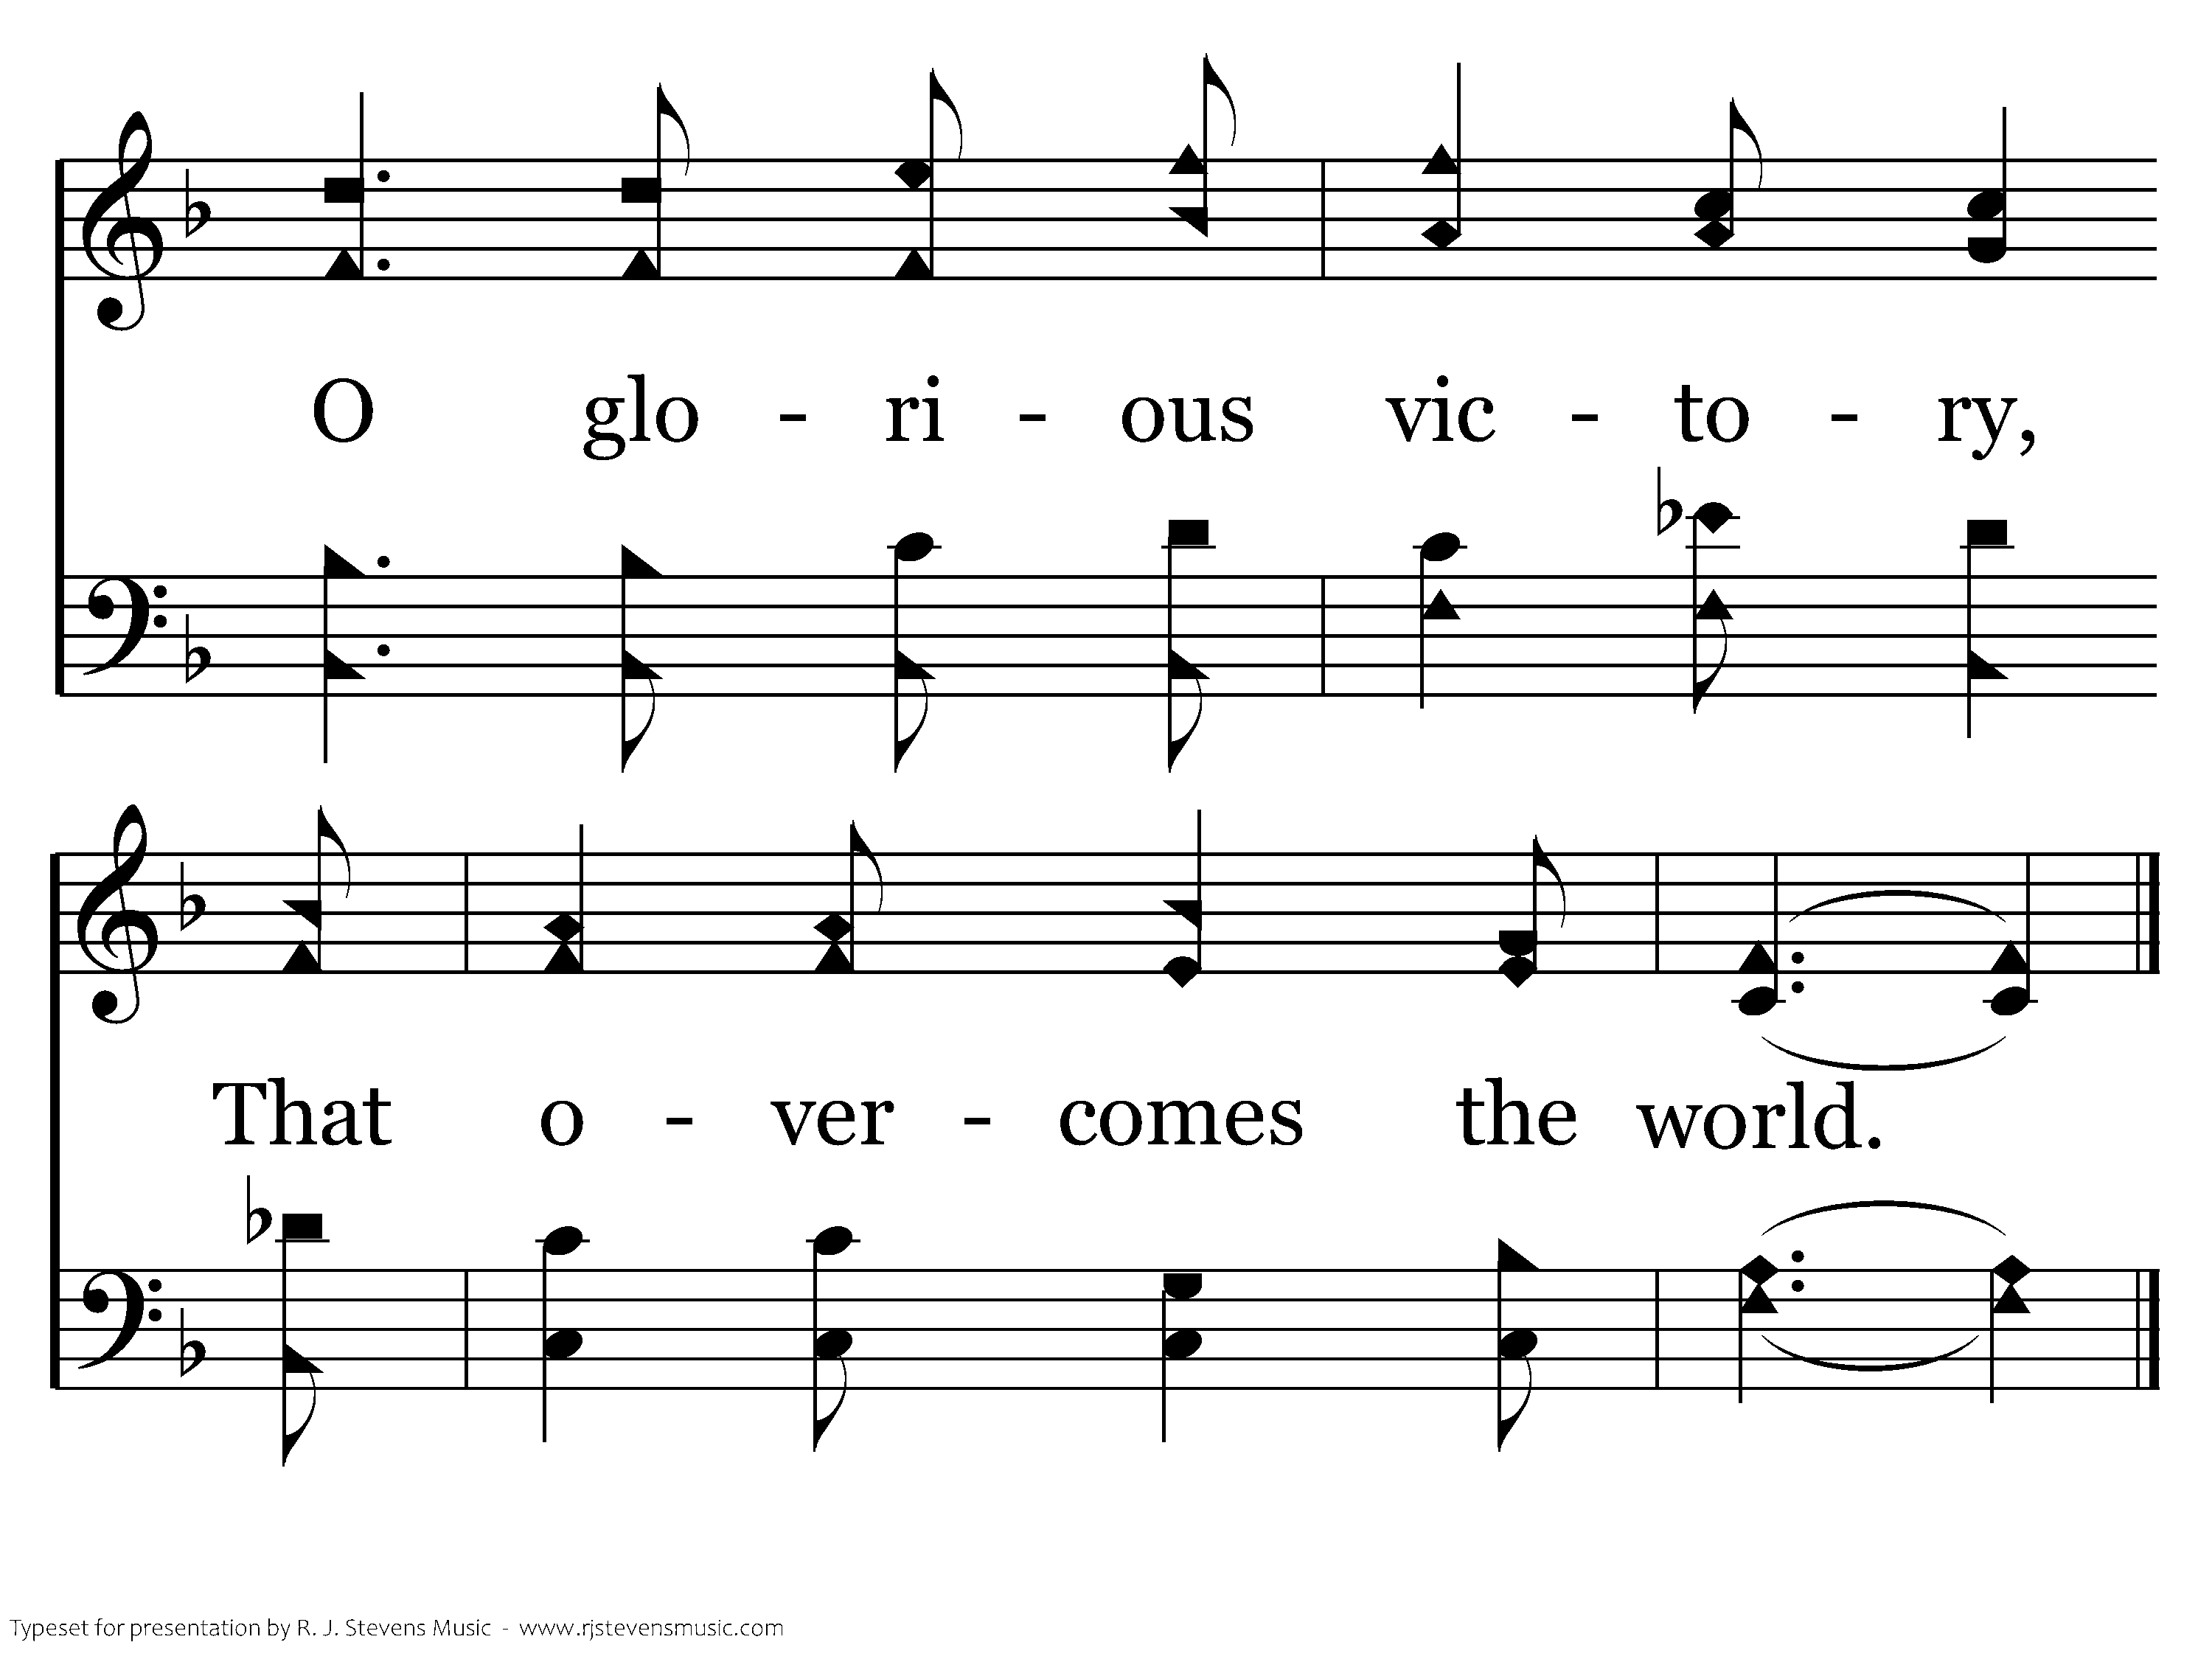 O glo - ri - ous vic - to - ry,
That o - ver - comes the world.
Typeset for presentation by R. J. Stevens Music - www.rjstevensmusic.com